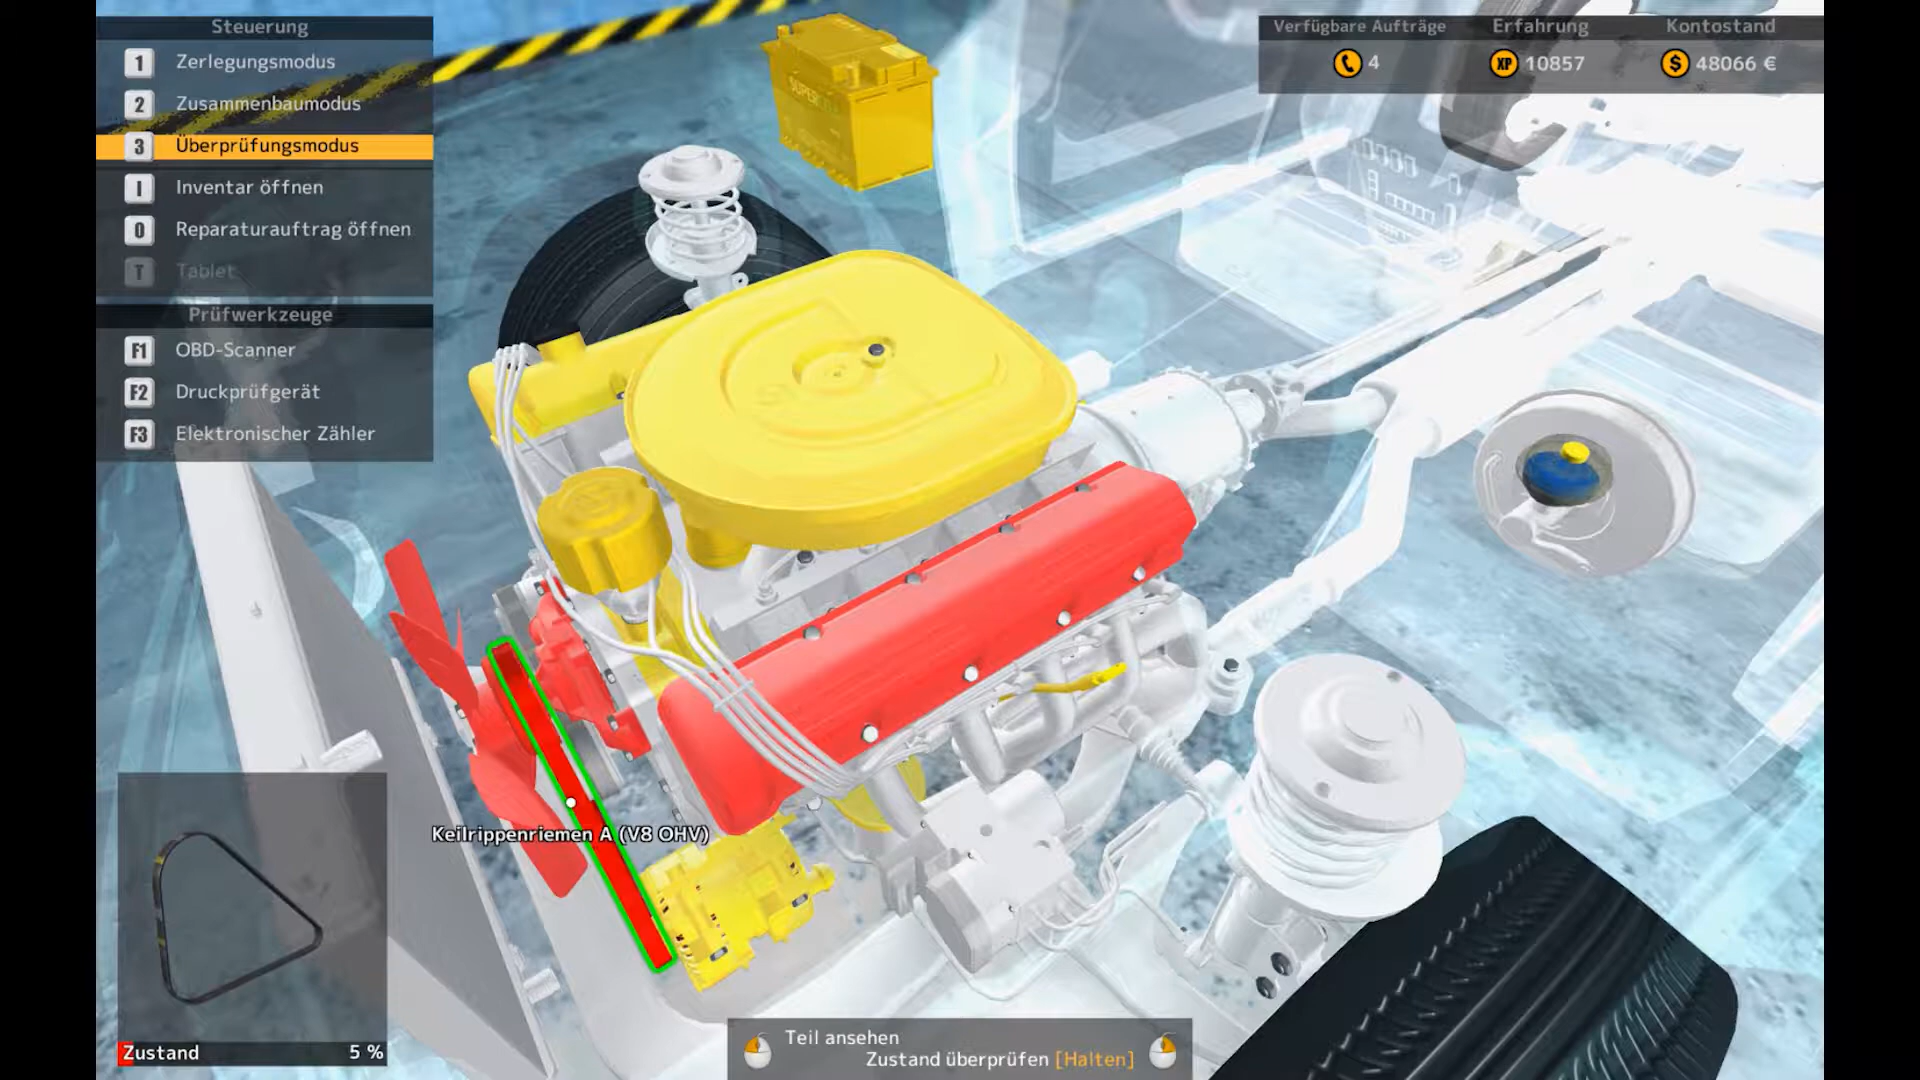 Steuerung
1 Zerlegungsmodus
2 Zusammenbaumodus
3 Überprüfungsmodus
I Inventar öffnen
O Reparaturauftrag öffnen
T Tablet
Prüfwerkzeuge
F1 OBD-Scanner
F2 Druckprüfgerät
F3 Elektronischer Zähler
Verfügbare Aufträge Erfahrung Kontostand
4 XP 10857 $ 48066 €
SUPER
Keilrippenriemen A (V8 OHV)
Zustand 5 %
Teil ansehen
Zustand überprüfen [Halten]